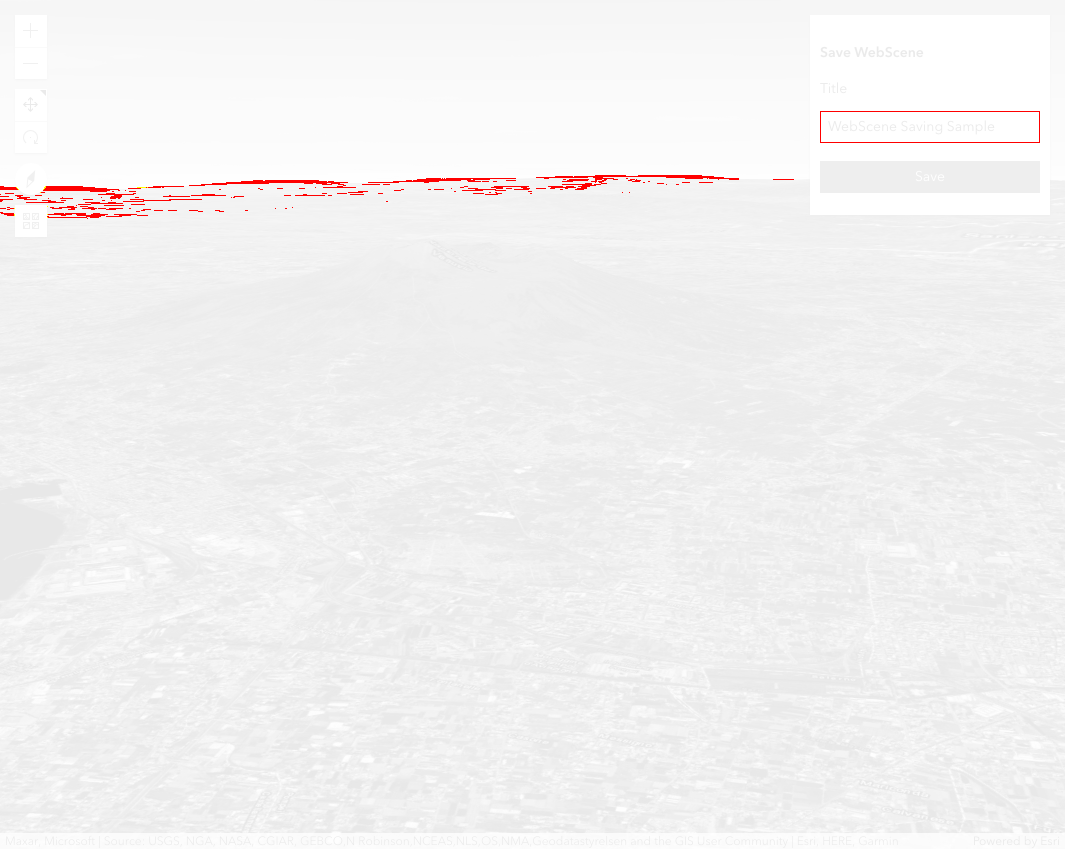 Save WebScene
Title
WebScene Saving Sample
Save
Maxar, Microsoft | Source: USGS, NGA, NASA, CGIAR, GEBCO,N Robinson,NCEAS,NLS,OS,NMA,Geodatastyrelsen and the GIS User Community | Esri, HERE, Garmin
Powered by Esri